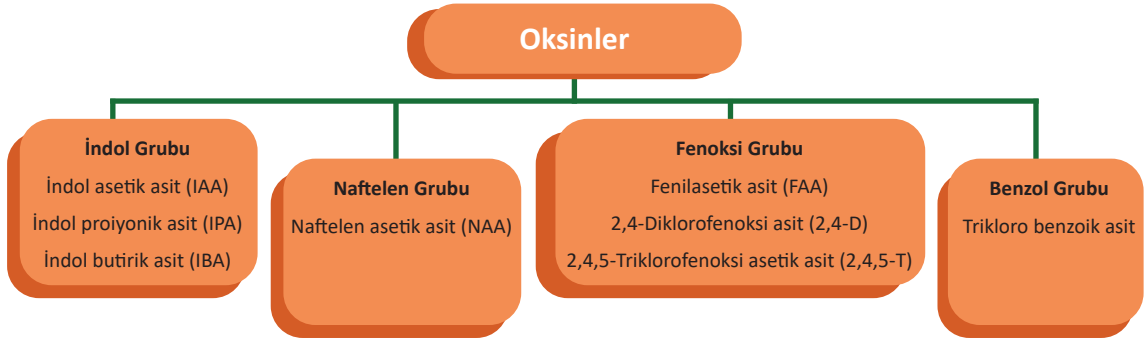 Oksinler
İndol Grubu
İndol asetik asit (IAA)
İndol proiyonik asit (IPA)
İndol butirik asit (IBA)
Naftelen Grubu
Naftelen asetik asit (NAA)
Fenoksi Grubu
Fenilasetik asit (FAA)
2,4-Diklorofenoksi asit (2,4-D)
2,4,5-Triklorofenoksi asetik asit (2,4,5-T)
Benzol Grubu
Trikloro benzoik asit